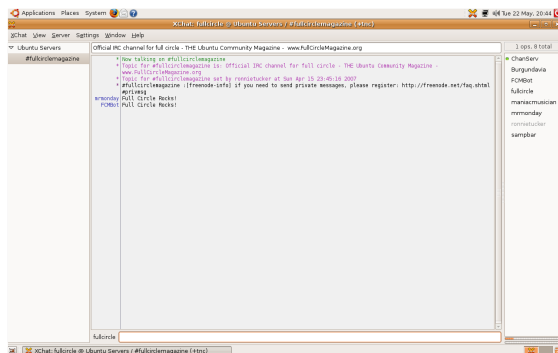 Applications Places System
Tue 22 May, 20:44
XChat: fullcircle @ Ubuntu Servers / #fullcirclemagazine (+tnc)
XChat View Server Settings Window Help
Ubuntu Servers
#fullcirclemagazine
Official IRC channel for full circle - THE Ubuntu Community Magazine - www.FullCircleMagazine.org
* Now talking on #fullcirclemagazine
* Topic for #fullcirclemagazine is: Official IRC channel for full circle - THE Ubuntu Community Magazine -
www.FullCircleMagazine.org
* Topic for #fullcirclemagazine set by ronnietucker at Sun Apr 15 23:45:10 2007
* #fullcirclemagazine :[freenode-info] if you need to send private messages, please register: http://freenode.net/faq.shtml
#privmsg
mrmonday Full Circle Rocks!
FCMBot Full Circle Rocks!
1 ops, 8 total
ChanServ
Burgundavia
FCMBot
fullcircle
maniacmusician
mrmonday
ronnietucker
sampbar
fullcircle
XChat: fullcircle @ Ubuntu Servers / #fullcirclemagazine (+tnc)